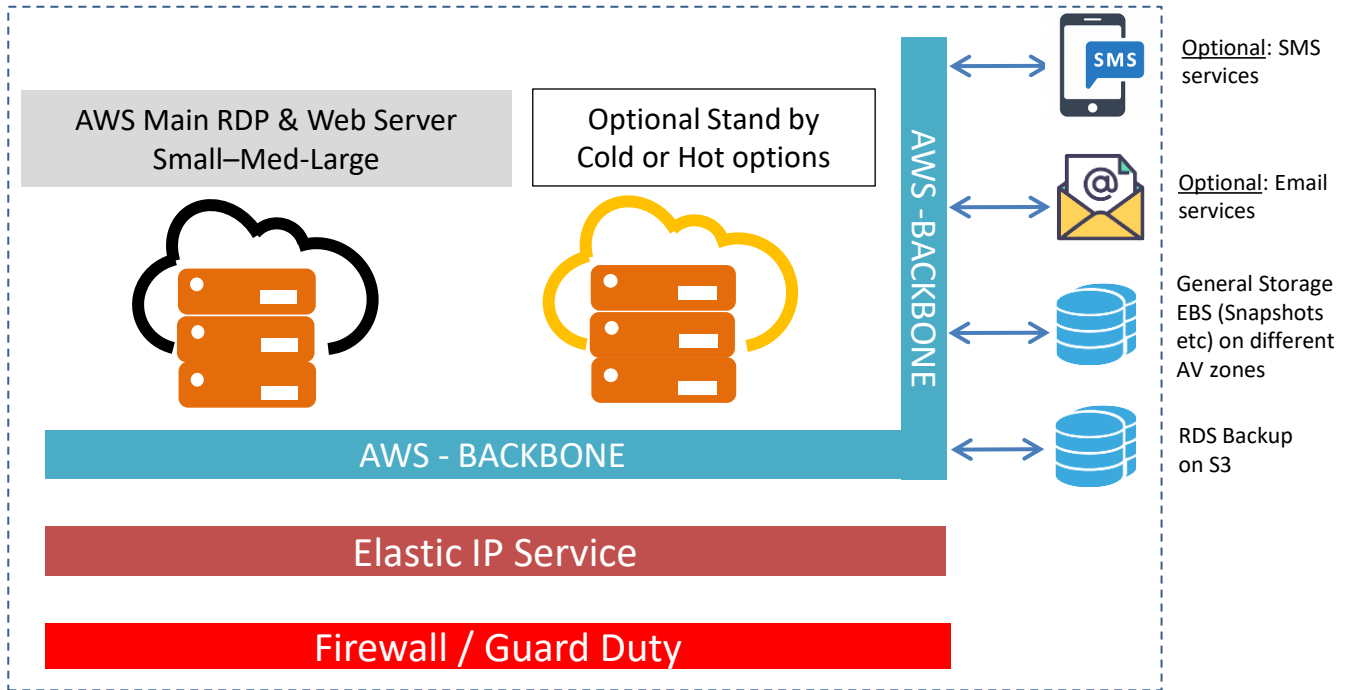 AWS Main RDP & Web Server
Small–Med-Large
Optional Stand by
Cold or Hot options
AWS -BACKBONE
SMS
Optional: SMS
services
@
Optional: Email
services
General Storage
EBS (Snapshots
etc) on different
AV zones
RDS Backup
on S3
AWS - BACKBONE
Elastic IP Service
Firewall / Guard Duty